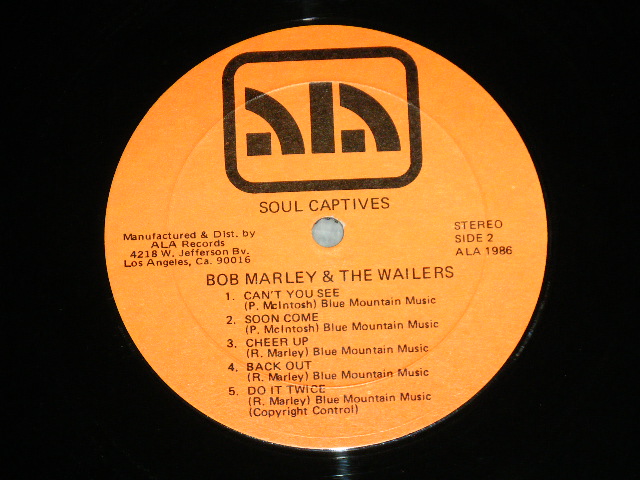 ALA
SOUL CAPTIVES
Manufactured & Dist. by
ALA Records
4218 W. Jefferson Bv.
Los Angeles, Ca. 90016
STEREO
SIDE 2
ALA 1986
BOB MARLEY & THE WAILERS
1. CAN'T YOU SEE
(P. McIntosh) Blue Mountain Music
2. SOON COME
(P. McIntosh) Blue Mountain Music
3. CHEER UP
(R. Marley) Blue Mountain Music
4. BACK OUT
(R. Marley) Blue Mountain Music
5. DO IT TWICE
(R. Marley) Blue Mountain Music
(Copyright Control)